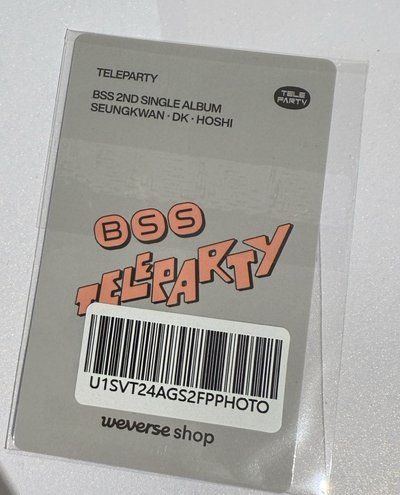 TELEPARTY
TELE
PARTY
BSS 2ND SINGLE ALBUM
SEUNGKWAN · DK · HOSHI
BSS
TELEPARTY
U1SVT24AGS2FPPHOTO
weverse shop